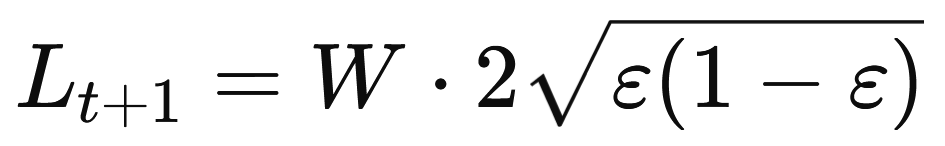 L_{t+1} = W · 2√(ε(1 − ε))